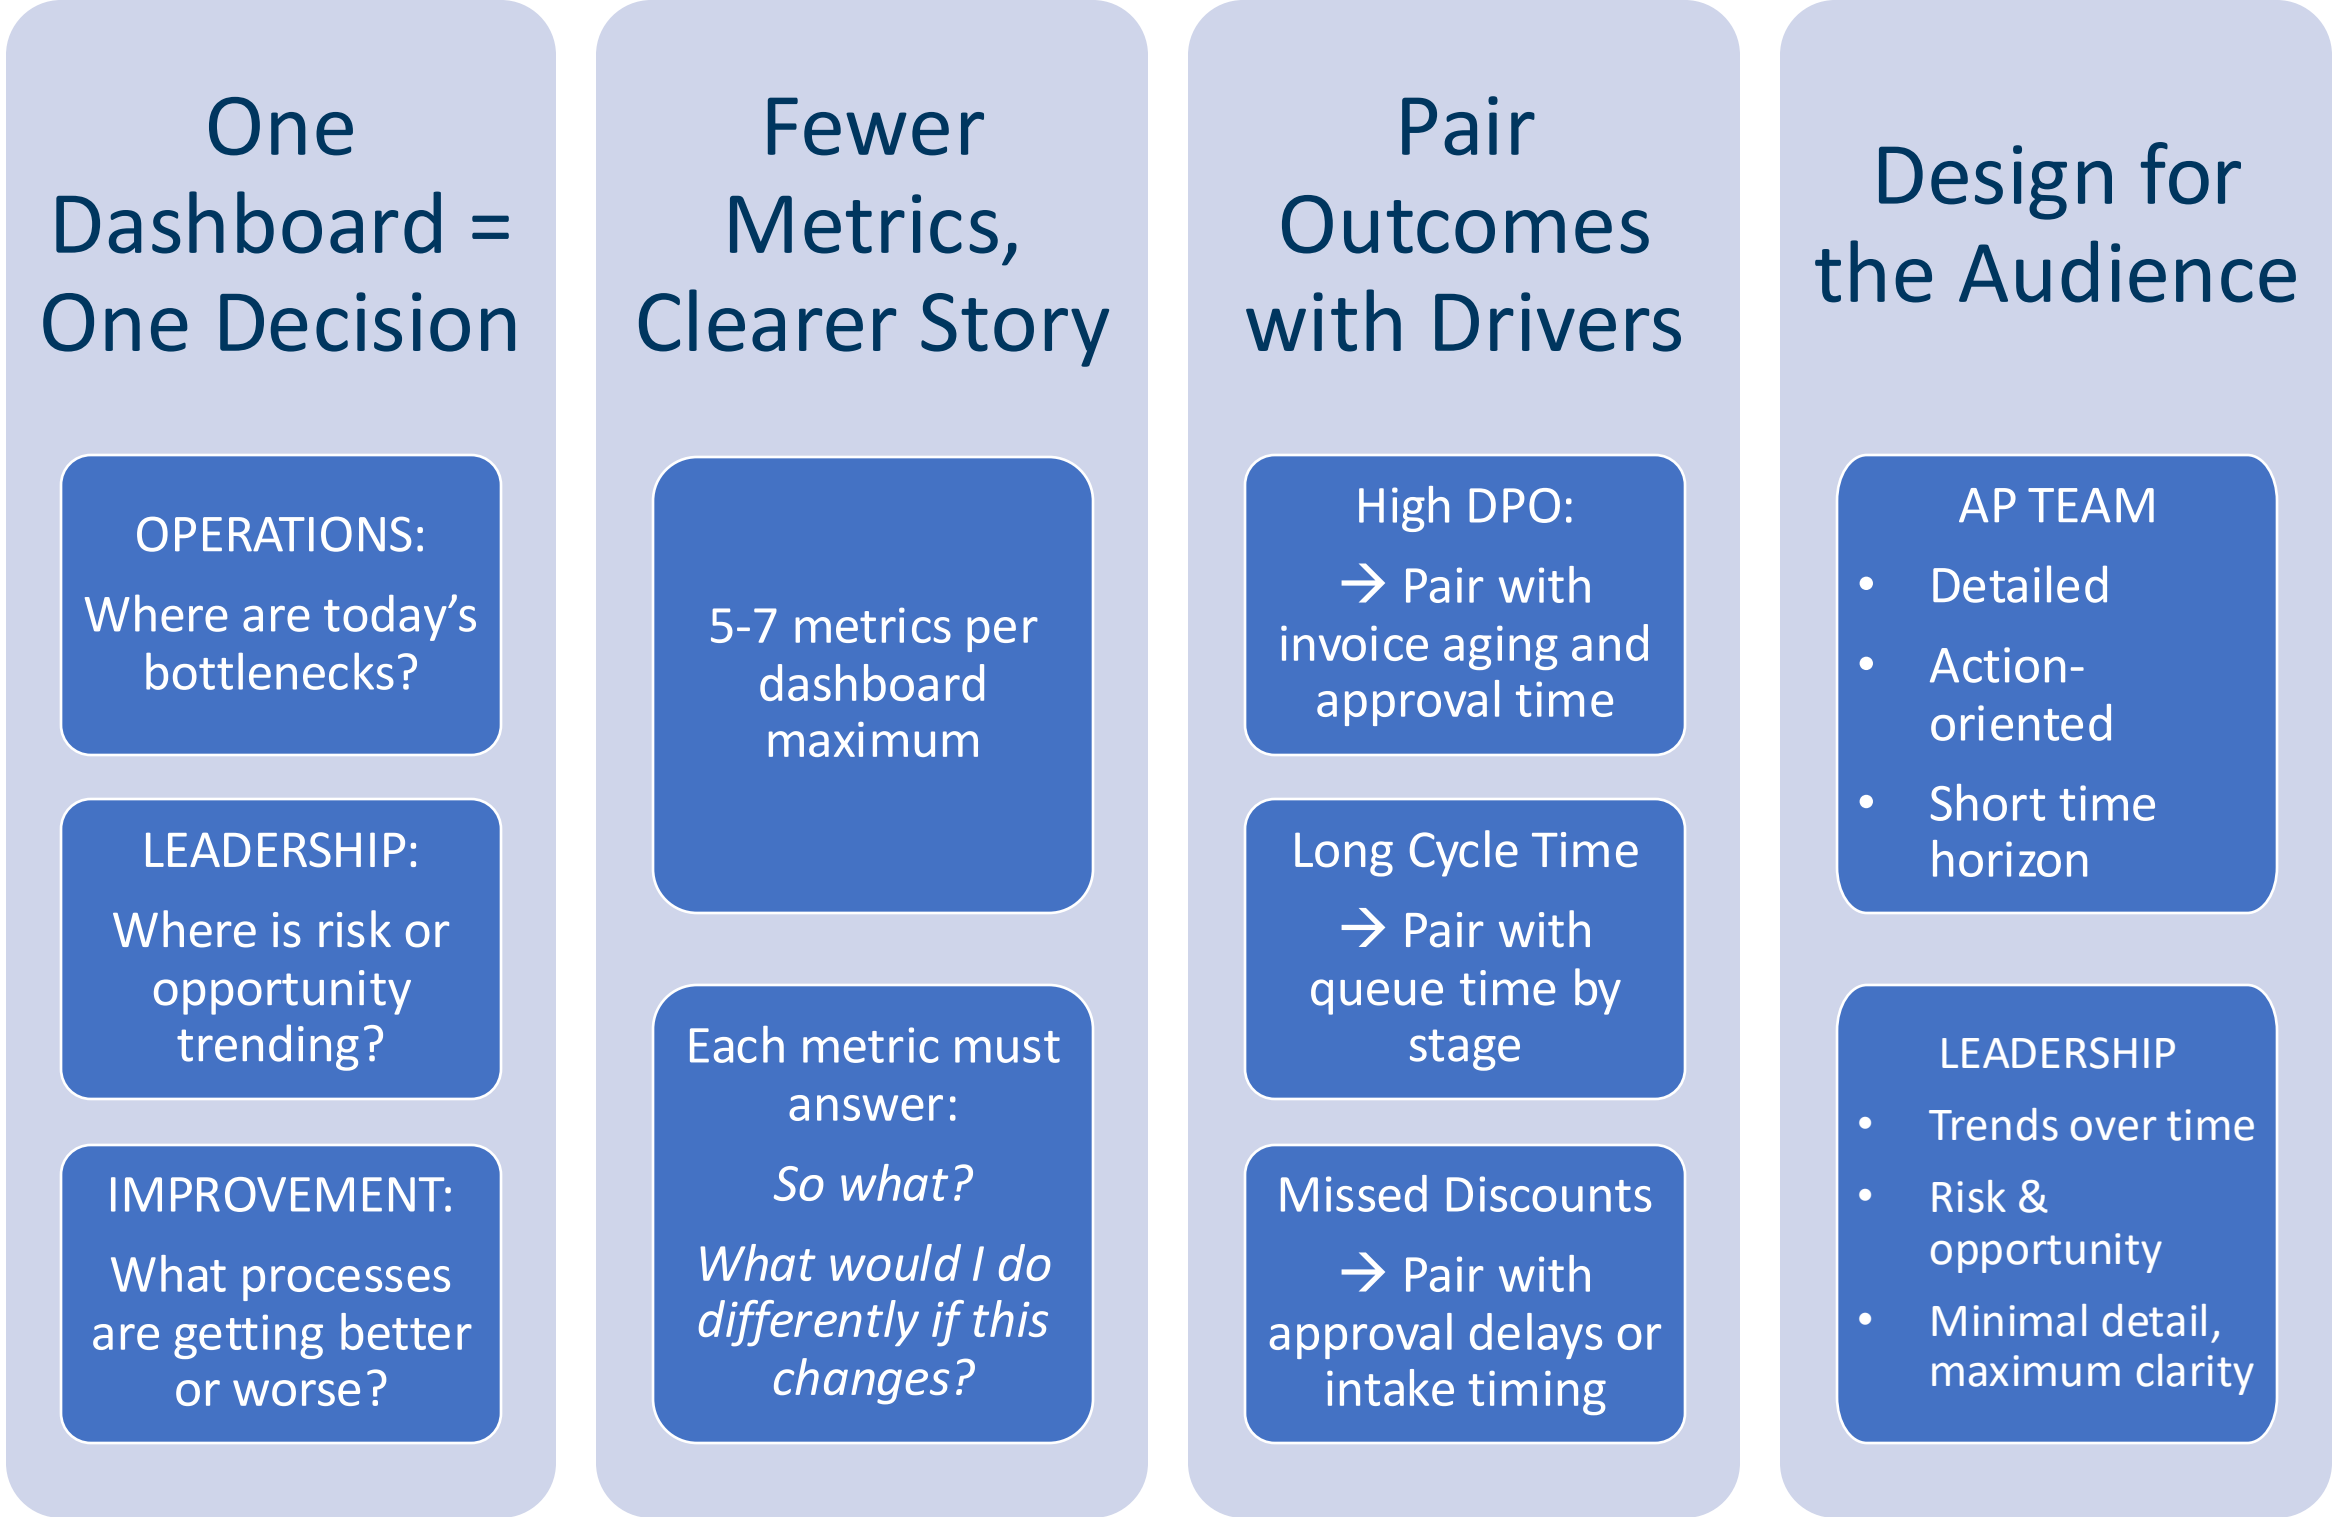 One
Dashboard =
One Decision
OPERATIONS:
Where are today’s
bottlenecks?
LEADERSHIP:
Where is risk or
opportunity
trending?
IMPROVEMENT:
What processes
are getting better
or worse?
Fewer
Metrics,
Clearer Story
5-7 metrics per
dashboard
maximum
Each metric must
answer:
So what?
What would I do
differently if this
changes?
Pair
Outcomes
with Drivers
High DPO:
→ Pair with
invoice aging and
approval time
Long Cycle Time
→ Pair with
queue time by
stage
Missed Discounts
→ Pair with
approval delays or
intake timing
Design for
the Audience
AP TEAM
• Detailed
• Action-
oriented
• Short time
horizon
LEADERSHIP
• Trends over time
• Risk &
opportunity
• Minimal detail,
maximum clarity